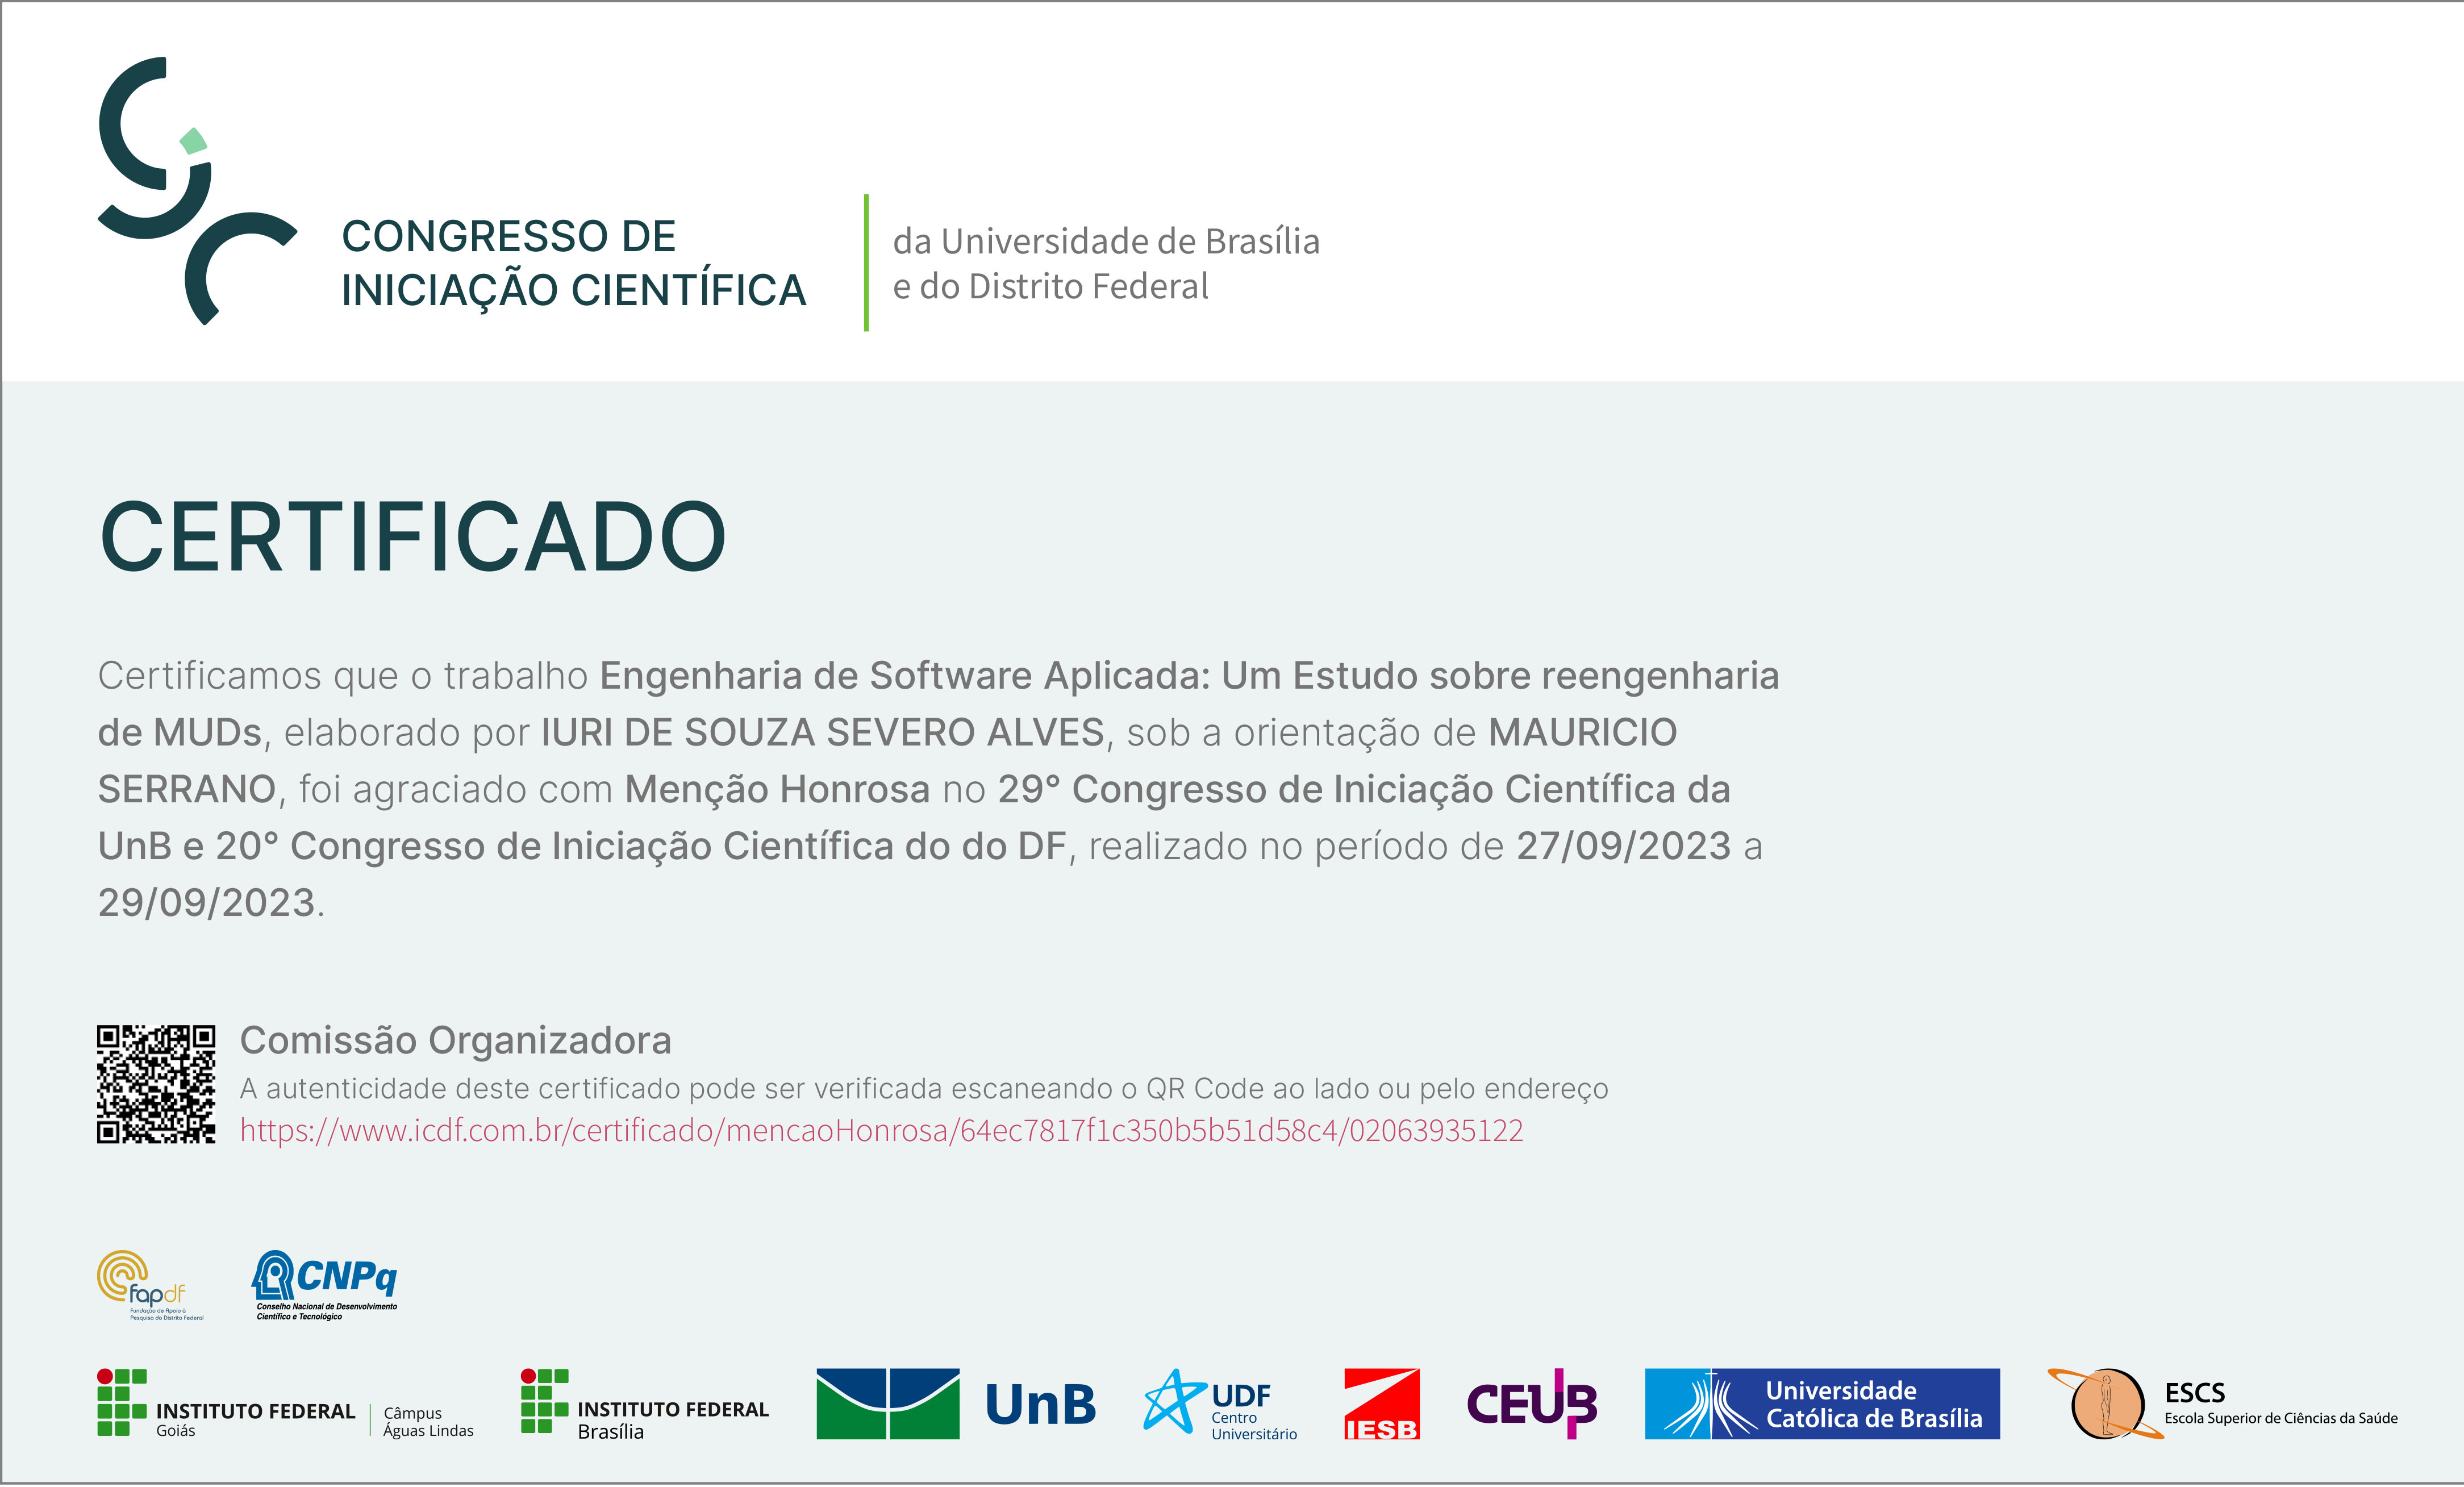 CONGRESSO DE
INICIAÇÃO CIENTÍFICA
da Universidade de Brasília
e do Distrito Federal
CERTIFICADO
Certificamos que o trabalho Engenharia de Software Aplicada: Um Estudo sobre reengenharia
de MUDs, elaborado por IURI DE SOUZA SEVERO ALVES, sob a orientação de MAURICIO
SERRANO, foi agraciado com Menção Honrosa no 29° Congresso de Iniciação Científica da
UnB e 20° Congresso de Iniciação Científica do do DF, realizado no período de 27/09/2023 a
29/09/2023.
Comissão Organizadora
A autenticidade deste certificado pode ser verificada escaneando o QR Code ao lado ou pelo endereço
https://www.icdf.com.br/certificado/mencaoHonrosa/64ec7817f1c350b5b51d58c4/02063935122
fapdf
Fundação de Apoio à
Pesquisa do Distrito Federal
CNPq
Conselho Nacional de Desenvolvimento
Científico e Tecnológico
INSTITUTO FEDERAL
Goiás
Câmpus
Águas Lindas
INSTITUTO FEDERAL
Brasília
UnB
UDF
Centro
Universitário
IESB
CEUB
Universidade
Católica de Brasília
ESCS
Escola Superior de Ciências da Saúde